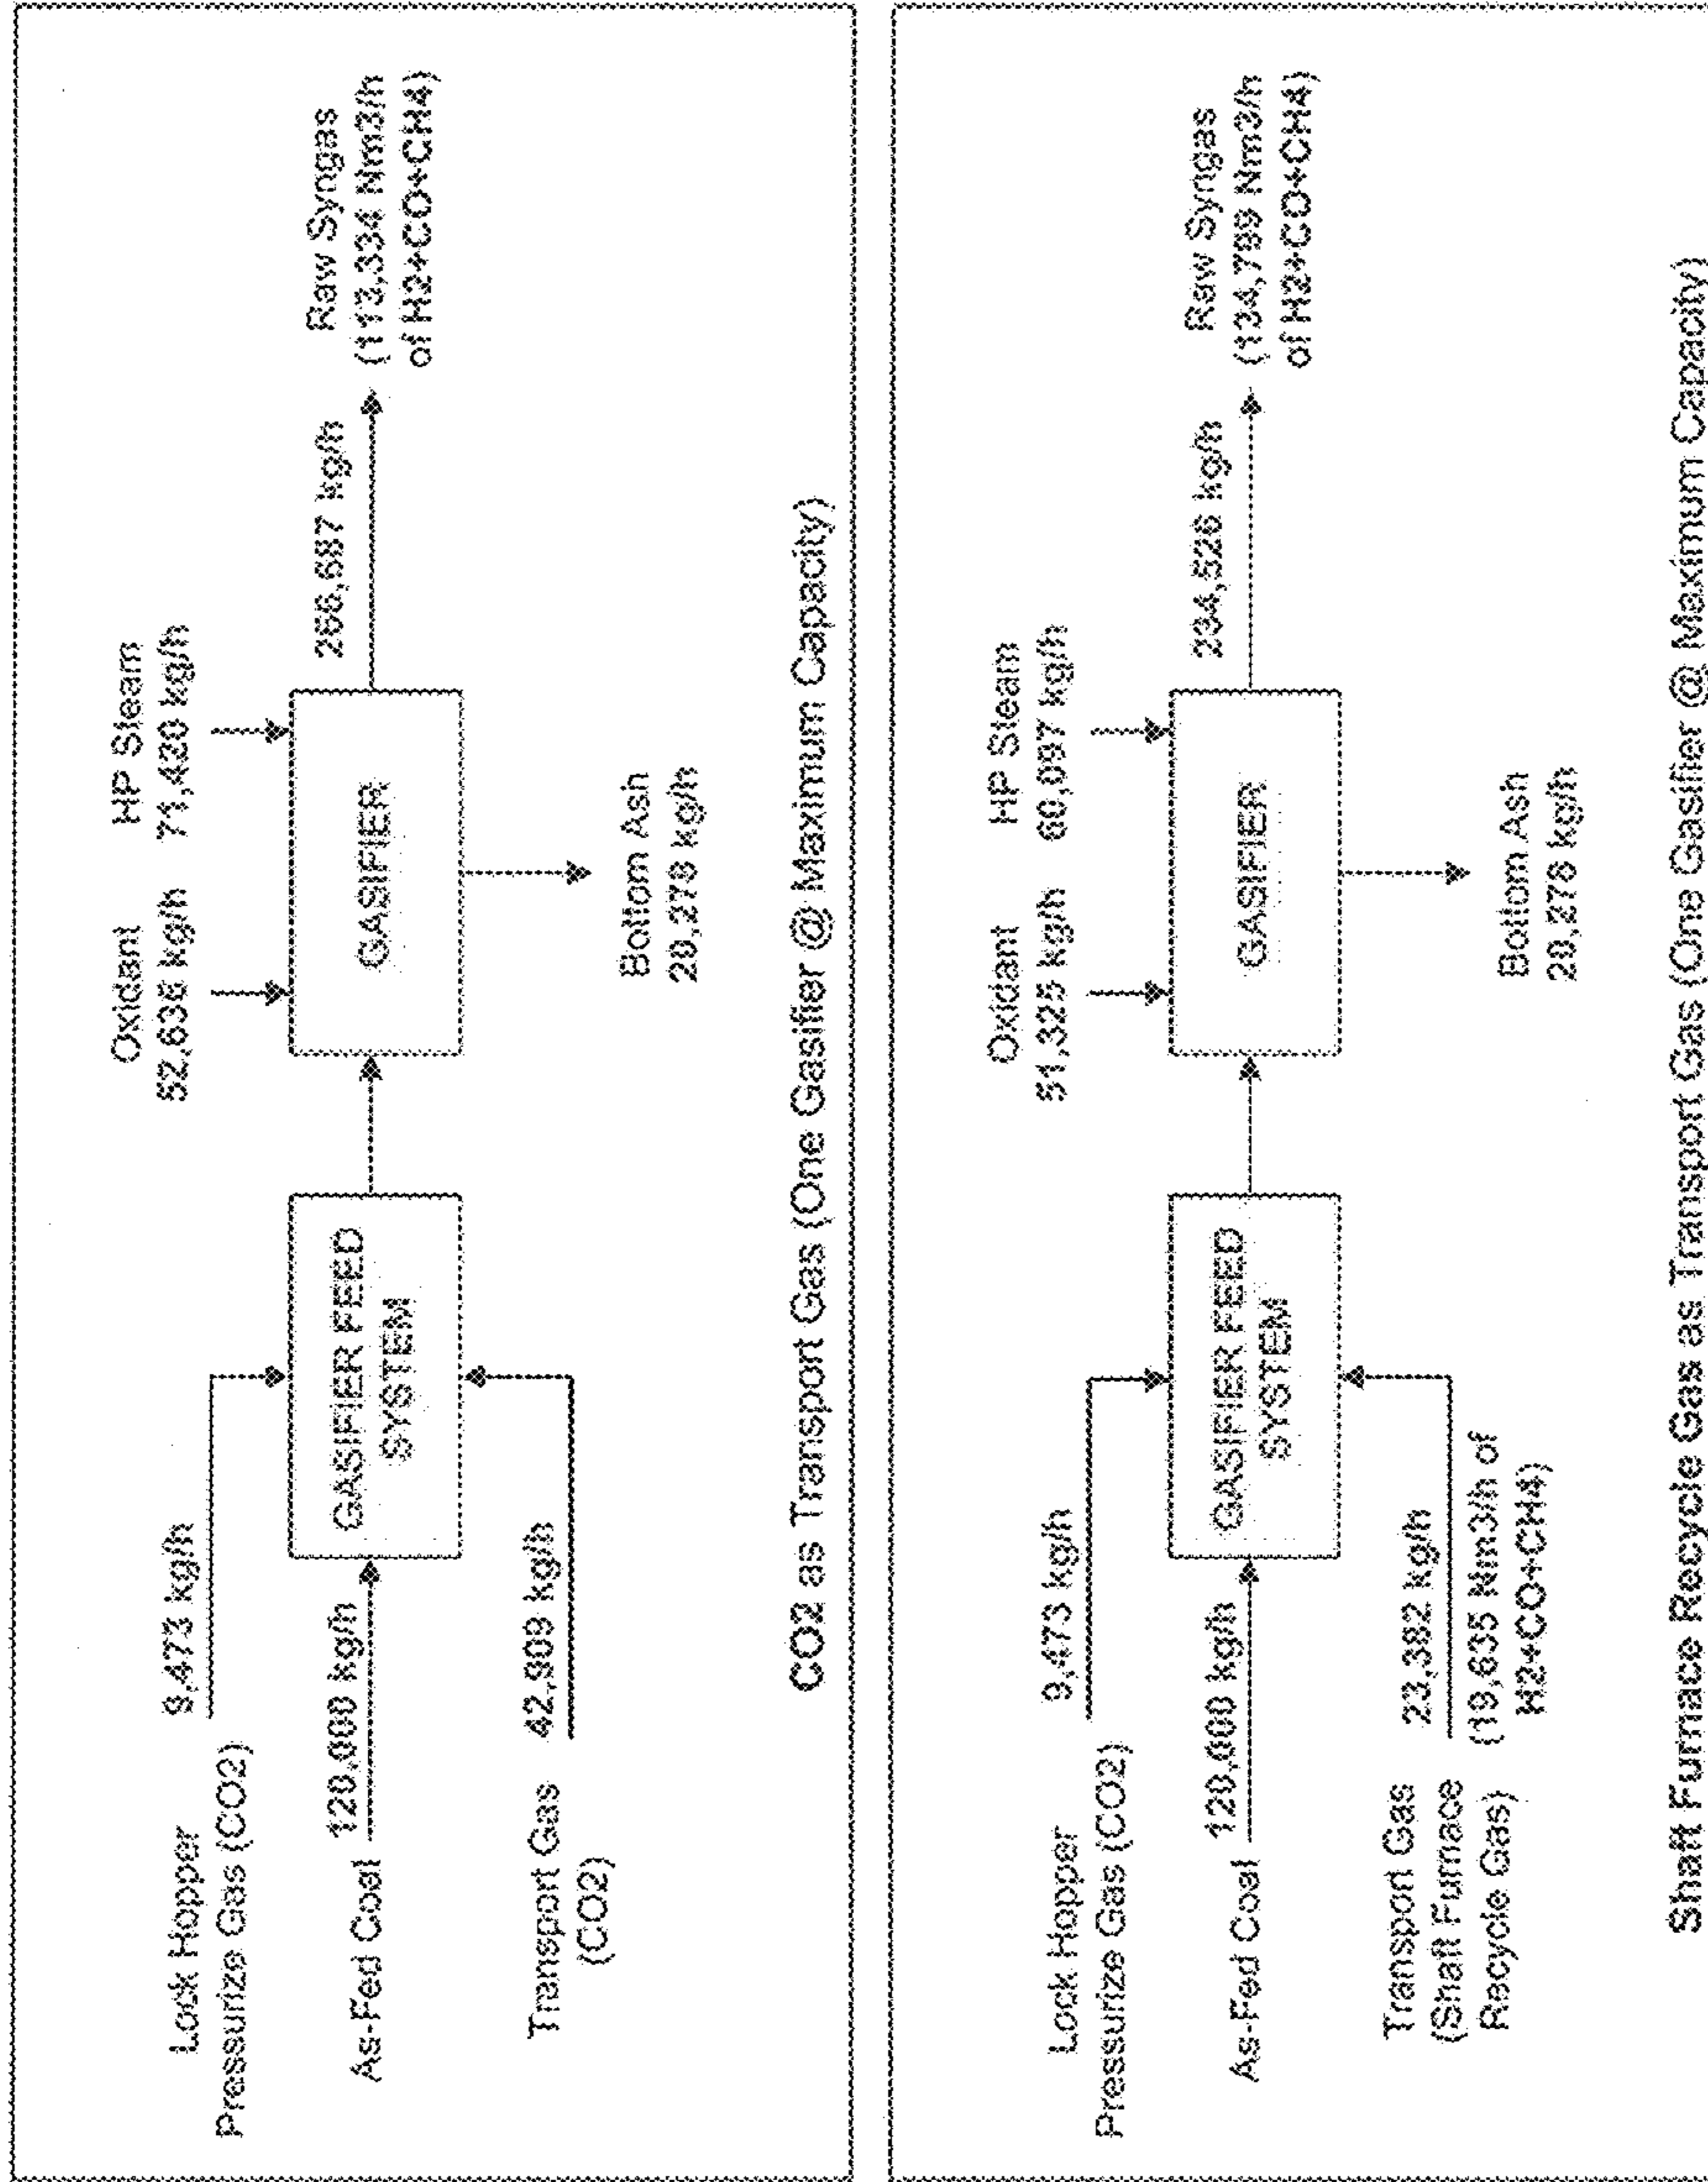 Lock Hopper
Pressurize Gas (CO2)
9,473 kg/h
As-Fed Coal
120,000 kg/h
Transport Gas
(CO2)
42,909 kg/h
GASIFIER FEED
SYSTEM
Oxidant
52,636 kg/h
HP Steam
71,420 kg/h
GASIFIER
Bottom Ash
20,278 kg/h
266,687 kg/h
Raw Syngas
(113,334 Nm3/h
of H2+CO+CH4)
CO2 as Transport Gas (One Gasifier @ Maximum Capacity)
Lock Hopper
Pressurize Gas (CO2)
9,473 kg/h
As-Fed Coal
120,000 kg/h
Transport Gas
(Shaft Furnace
Recycle Gas)
23,382 kg/h
(19,635 Nm3/h of
H2+CO+CH4)
GASIFIER FEED
SYSTEM
Oxidant
51,325 kg/h
HP Steam
60,097 kg/h
GASIFIER
Bottom Ash
20,278 kg/h
234,526 kg/h
Raw Syngas
(134,799 Nm3/h
of H2+CO+CH4)
Shaft Furnace Recycle Gas as Transport Gas (One Gasifier @ Maximum Capacity)